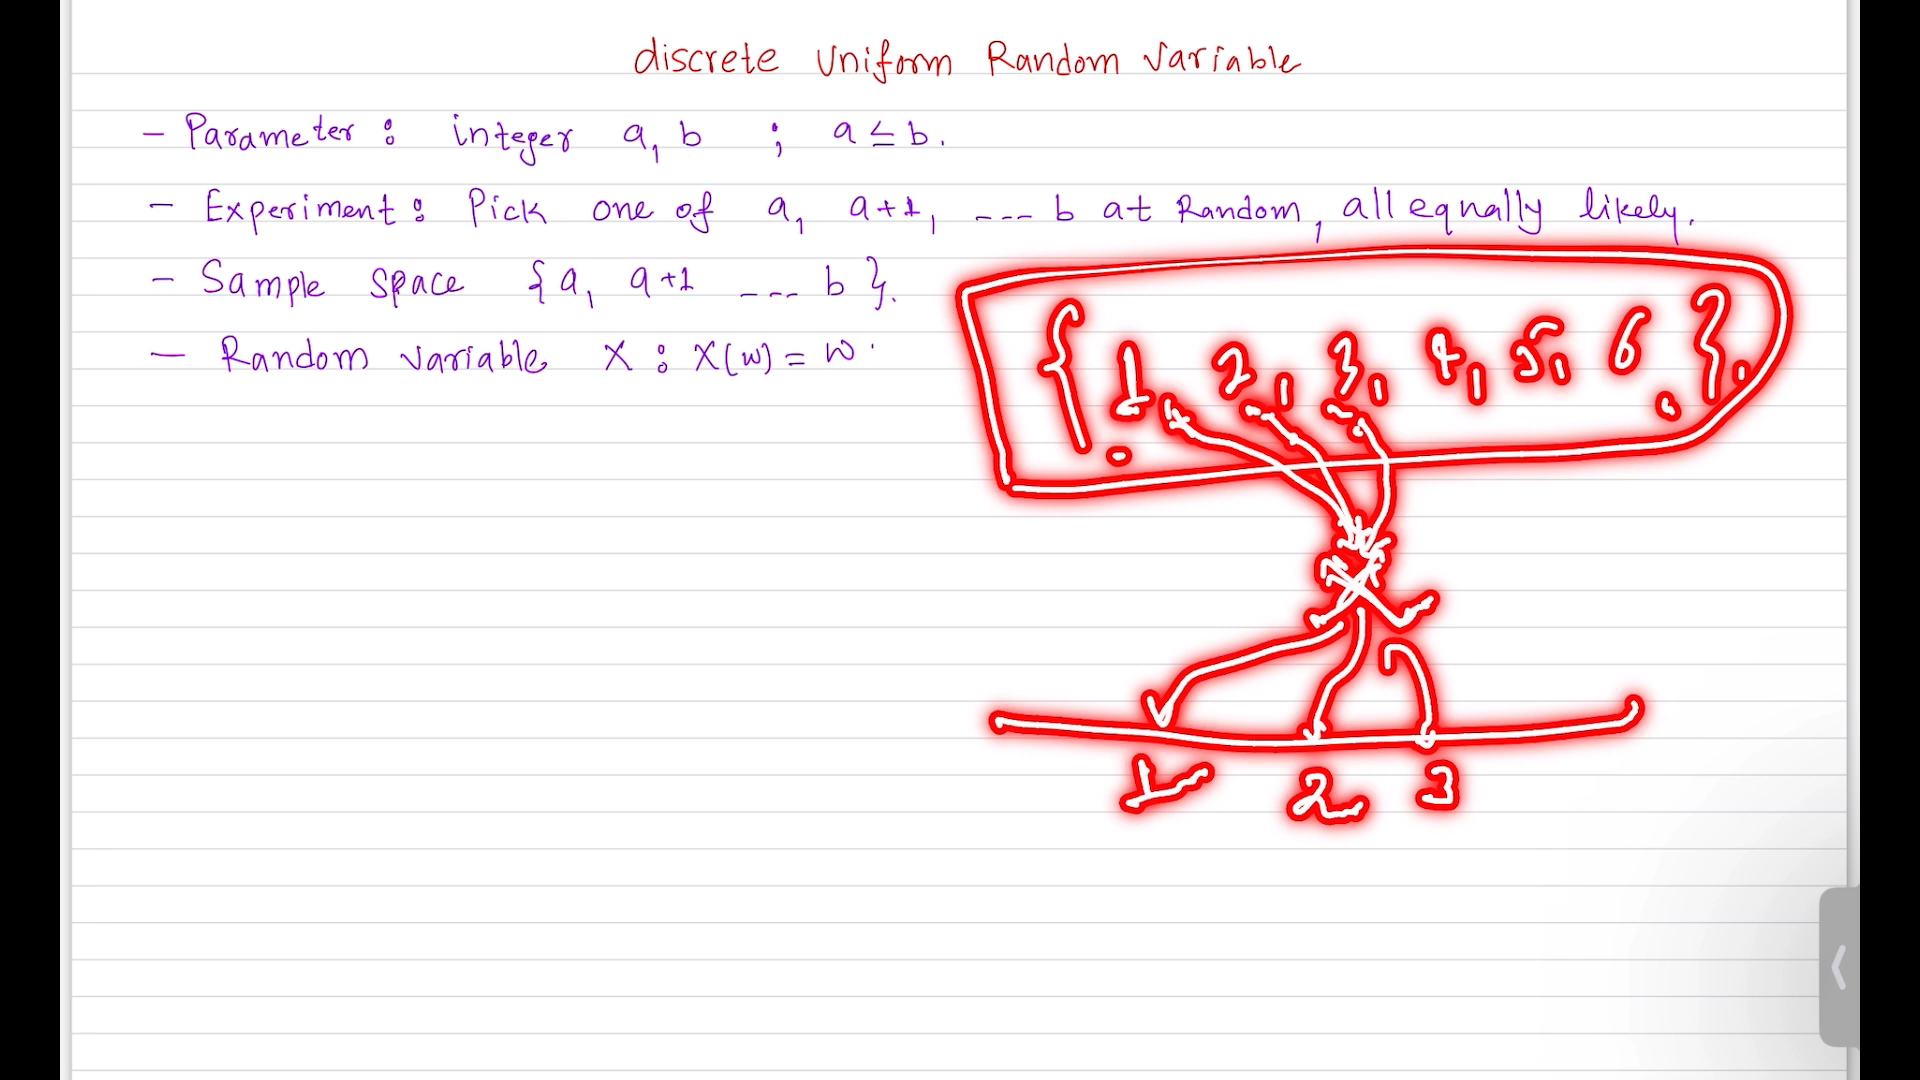 discrete Uniform Random Variable
- Parameter : integer a, b ; a ≤ b.
- Experiment : Pick one of a, a+1, ---- b at Random, all equally likely.
- Sample space {a, a+1 ---- b}.
- Random variable X : X(w) = w.
{1, 2, 3, 4, 5, 6.}.
X
1 2 3